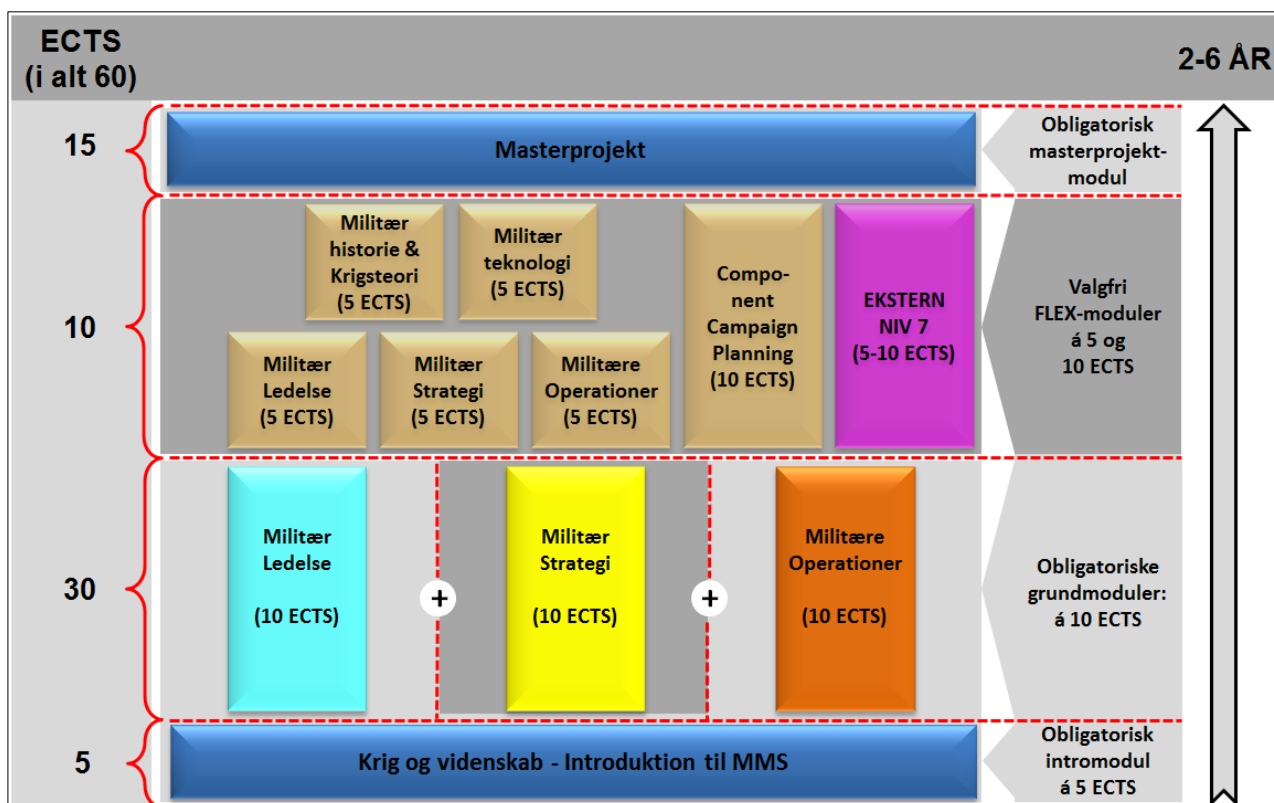 ECTS
(i alt 60)
2-6 ÅR
15
Masterprojekt
Obligatorisk
masterprojekt-
modul
10
Militær
historie &
Krigsteori
(5 ECTS)
Militær
teknologi
(5 ECTS)
Militær
Ledelse
(5 ECTS)
Militær
Strategi
(5 ECTS)
Militære
Operationer
(5 ECTS)
Compo-
nent
Campaign
Planning
(10 ECTS)
EKSTERN
NIV 7
(5-10 ECTS)
Valgfri
FLEX-moduler
á 5 og
10 ECTS
30
Militær
Ledelse
(10 ECTS)
+
Militær
Strategi
(10 ECTS)
+
Militære
Operationer
(10 ECTS)
Obligatoriske
grundmoduler:
á 10 ECTS
5
Krig og videnskab - Introduktion til MMS
Obligatorisk
intromodul
á 5 ECTS